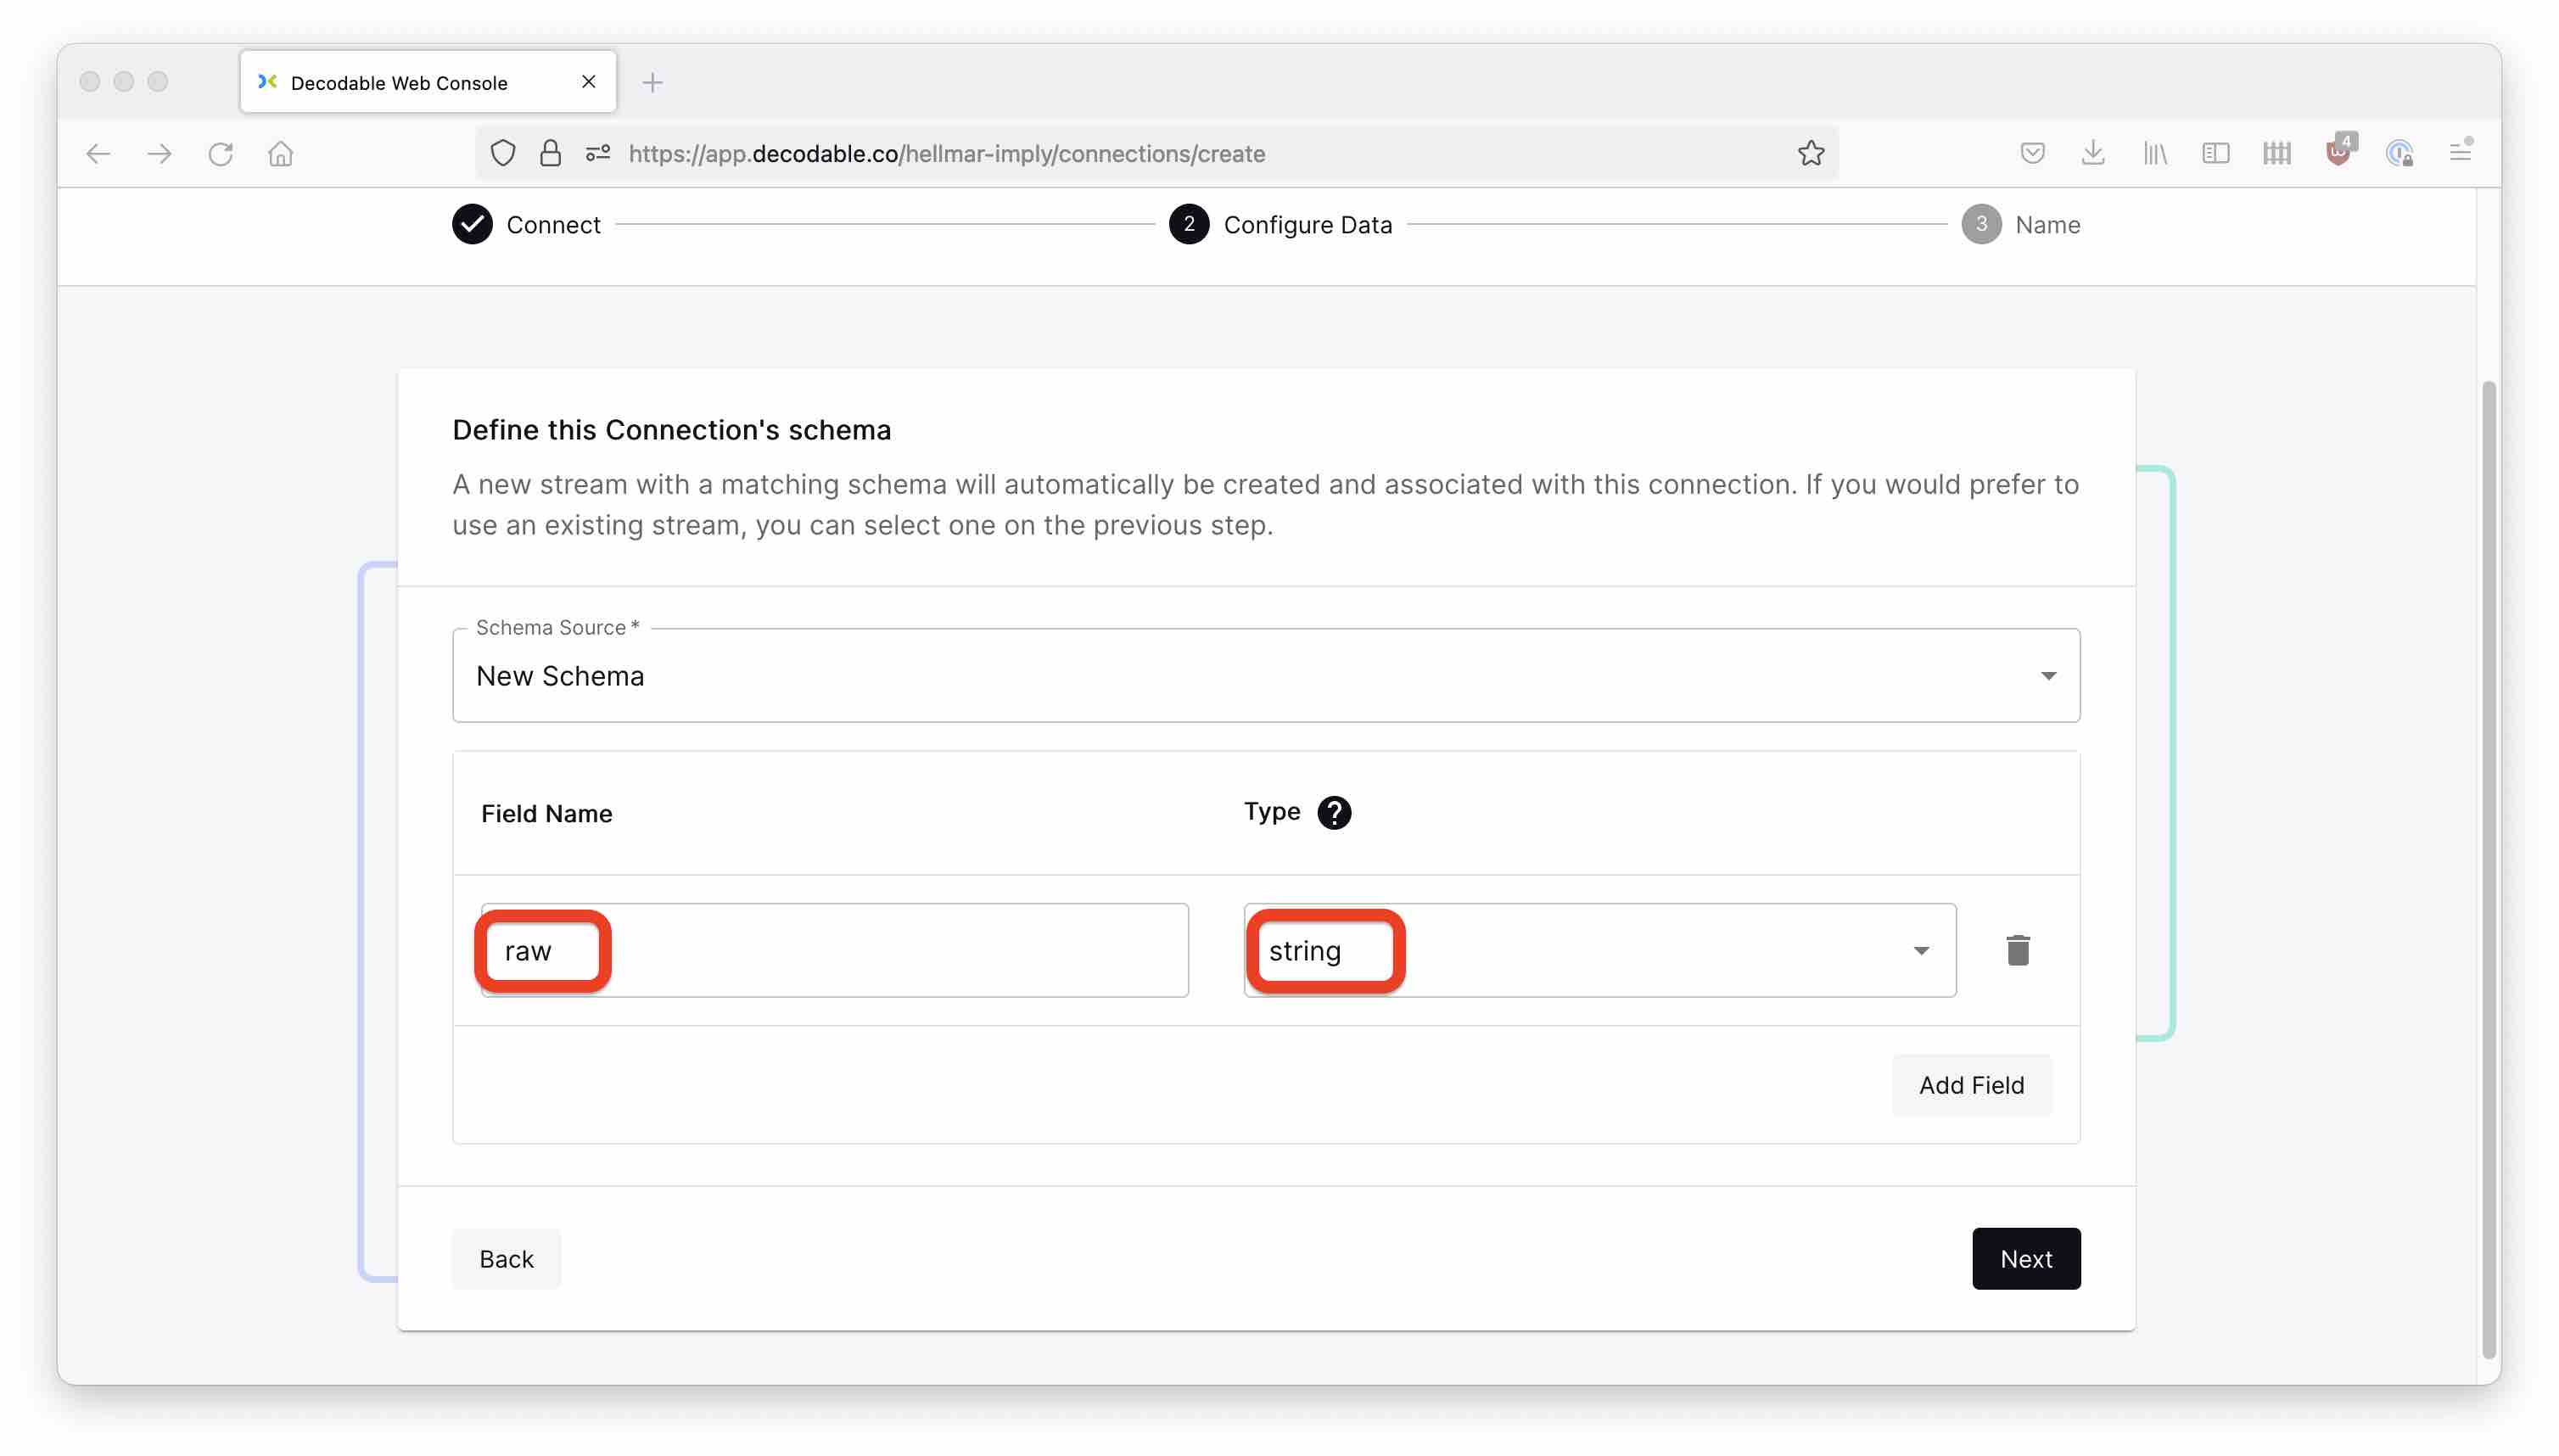 Decodable Web Console
https://app.decodable.co/hellmar-imply/connections/create
4
Connect
2 Configure Data
3 Name
Define this Connection's schema
A new stream with a matching schema will automatically be created and associated with this connection. If you would prefer to
use an existing stream, you can select one on the previous step.
Schema Source *
New Schema
Field Name
Type ?
raw
string
Add Field
Back
Next